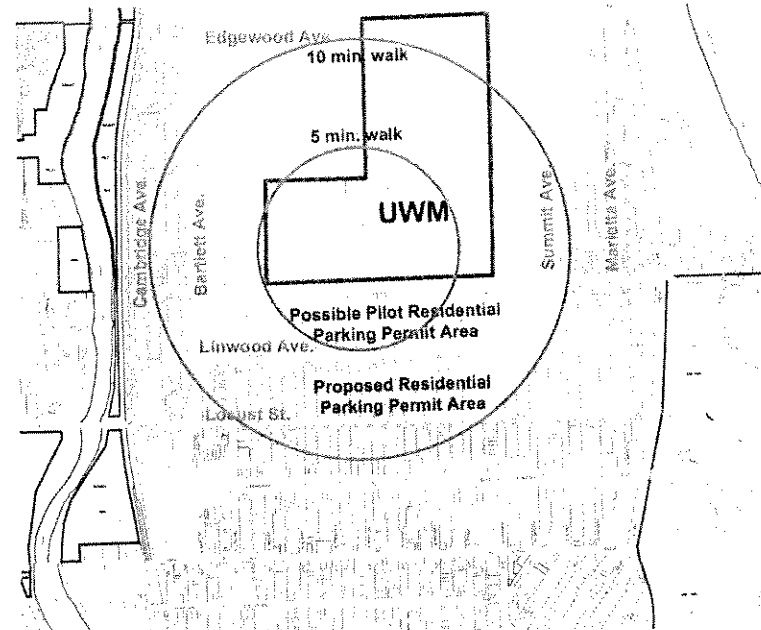 Edgewood Ave.
10 min. walk
5 min. walk
Cambridge Ave.
Bartlett Ave.
UWM
Summit Ave.
Marietta Ave.
Possible Pilot Residential
Parking Permit Area
Linwood Ave.
Proposed Residential
Parking Permit Area
Locust St.